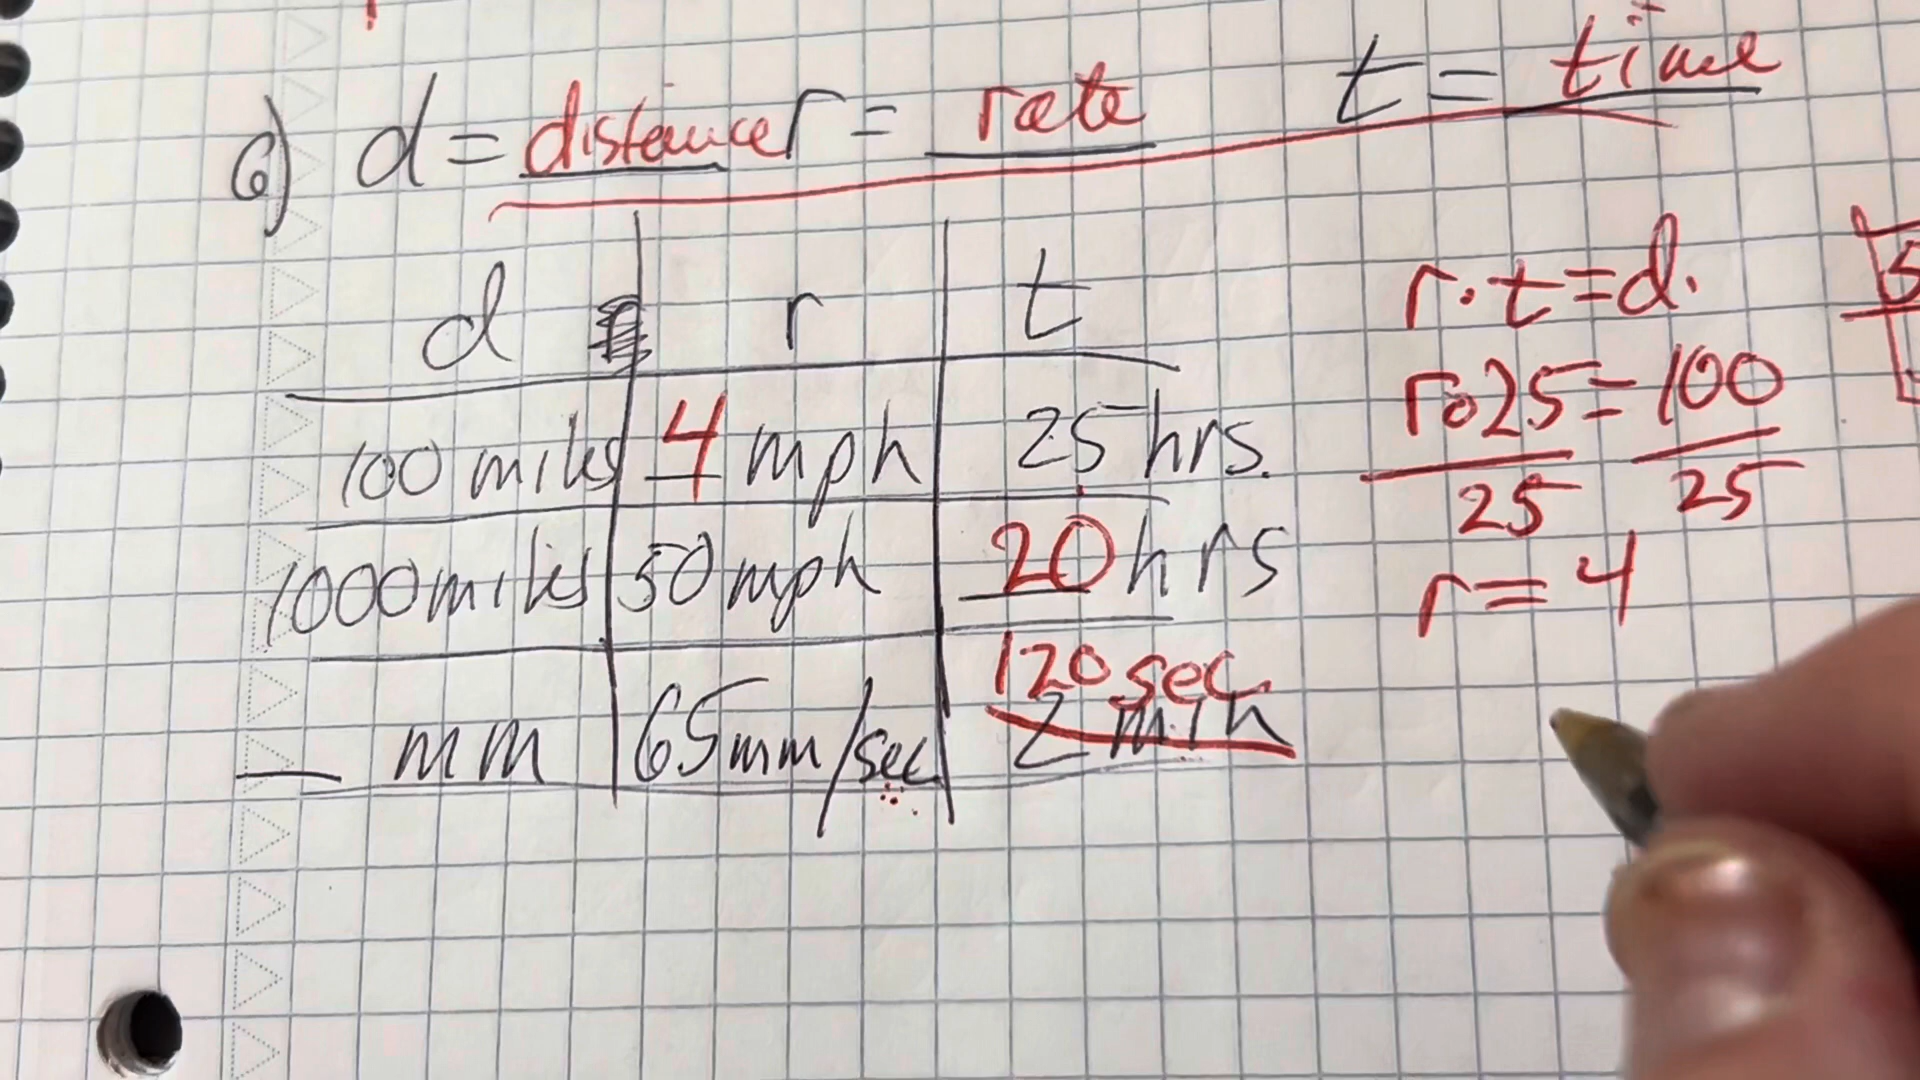 6) d = distance r = rate t = time
d r t
100 miles 4 mph 25 hrs.
1000 miles 50 mph 20 hrs
120 sec
mm 65 mm/sec 2 min
r · t = d.
r · 25 = 100
25 25
r = 4
5